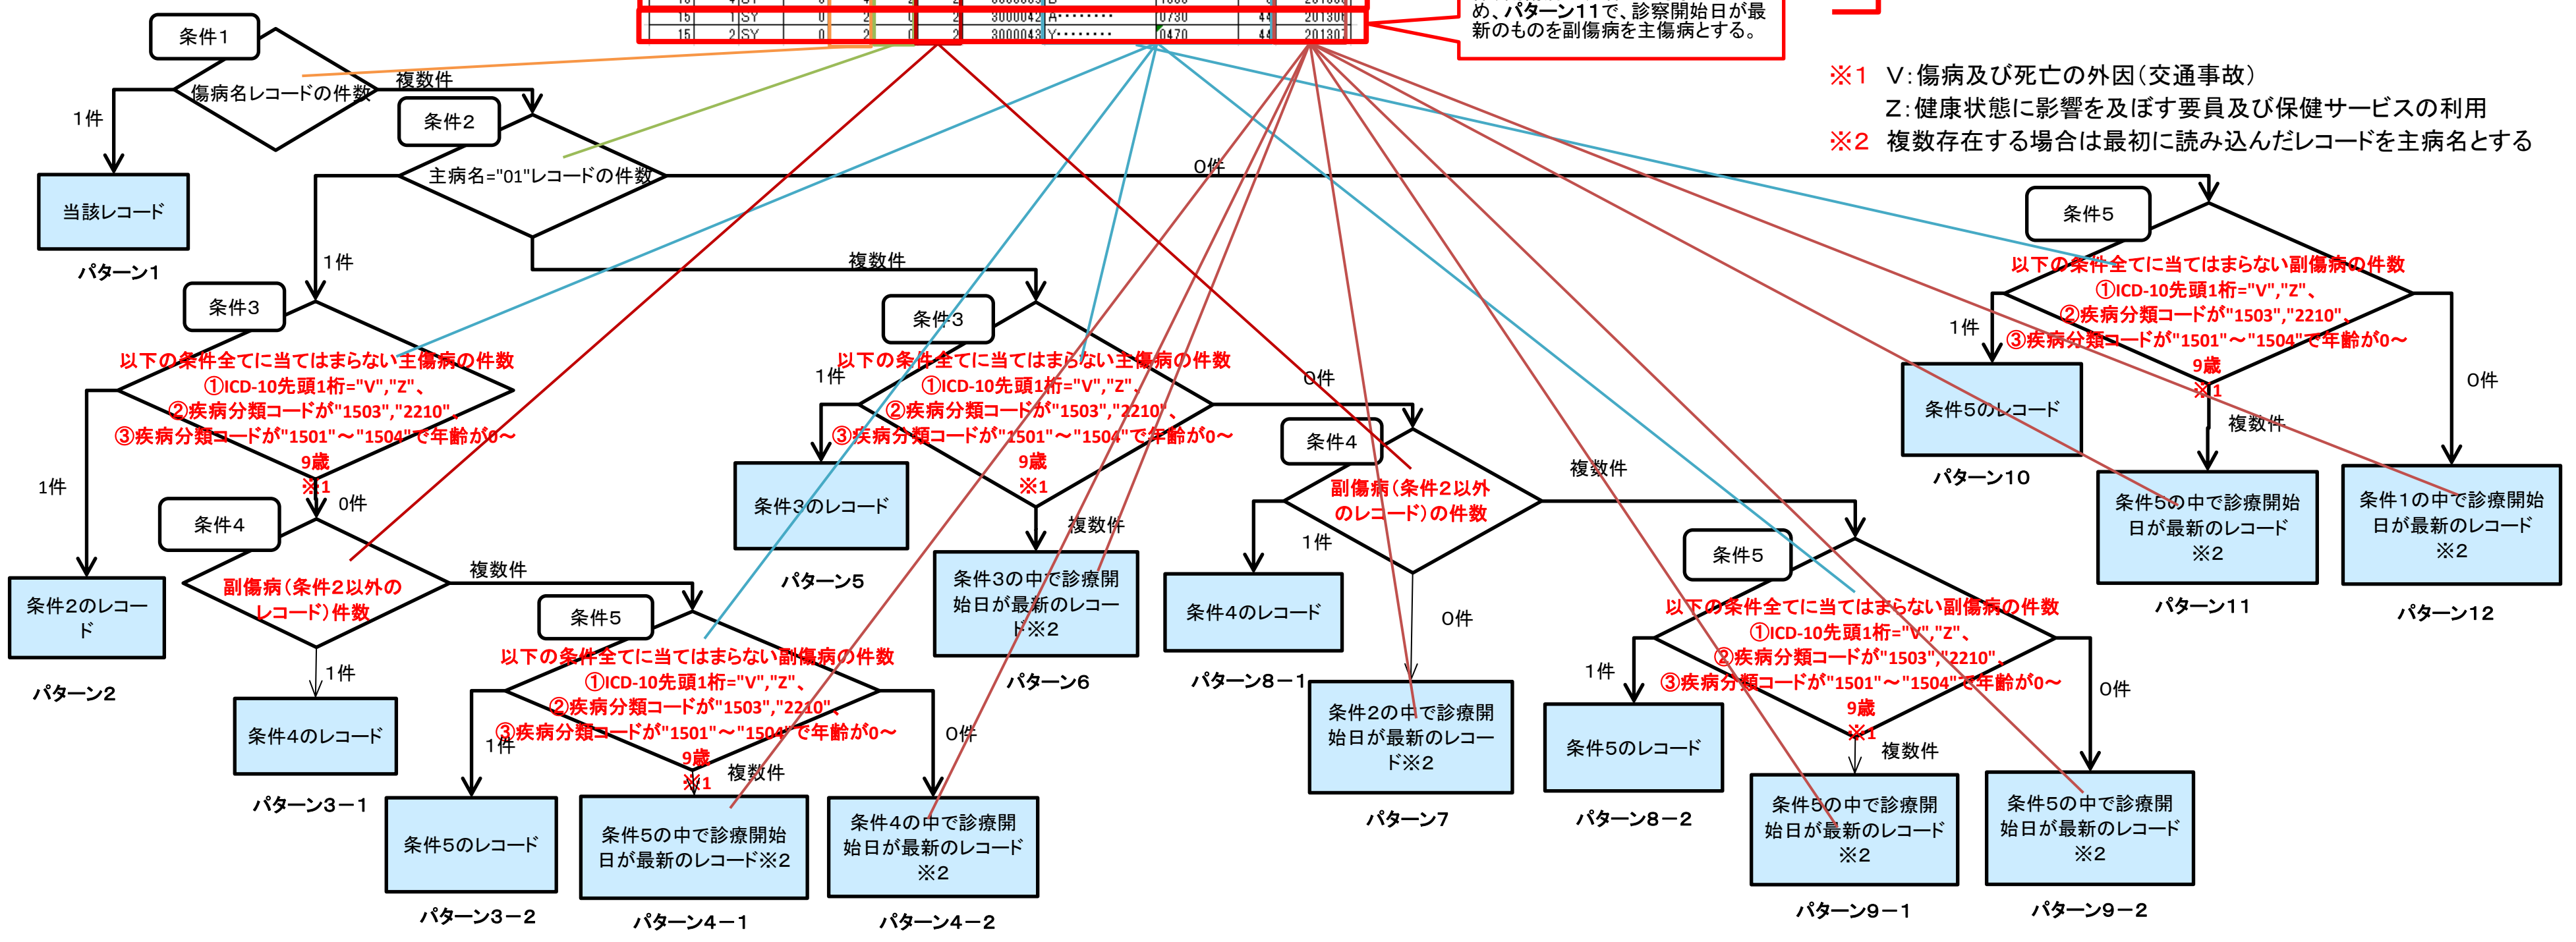 15 1 SY 0 2 0 2 3000042 A‥‥‥‥ 0730 44 201306
15 2 SY 0 2 0 2 3000043 Y‥‥‥‥ 0470 44 201307
め、パターン11で、診察開始日が最
新のものを副傷病を主傷病とする。
※1 V：傷病及び死亡の外因（交通事故）
Z：健康状態に影響を及ぼす要員及び保健サービスの利用
※2 複数存在する場合は最初に読み込んだレコードを主病名とする
条件1
傷病名レコードの件数
複数件
1件
当該レコード
パターン1
条件2
主病名="01"レコードの件数
0件
1件
複数件
条件3
以下の条件全てに当てはまらない主傷病の件数
①ICD-10先頭1桁="V","Z"、
②疾病分類コードが"1503","2210"、
③疾病分類コードが"1501"～"1504"で年齢が0～
9歳
※1
1件
0件
条件2のレコー
ド
パターン2
条件4
副傷病（条件2以外の
レコード）件数
複数件
1件
条件4のレコード
パターン3－1
条件5
以下の条件全てに当てはまらない副傷病の件数
①ICD-10先頭1桁="V","Z"、
②疾病分類コードが"1503","2210"、
③疾病分類コードが"1501"～"1504"で年齢が0～
9歳
※1
1件
複数件
0件
条件5のレコード
パターン3－2
条件5の中で診療開始
日が最新のレコード※2
パターン4－1
条件4の中で診療開
始日が最新のレコード
※2
パターン4－2
条件3
以下の条件全てに当てはまらない主傷病の件数
①ICD-10先頭1桁="V","Z"、
②疾病分類コードが"1503","2210"、
③疾病分類コードが"1501"～"1504"で年齢が0～
9歳
※1
1件
0件
複数件
条件3のレコード
パターン5
条件3の中で診療開
始日が最新のレコー
ド※2
パターン6
条件4
副傷病（条件2以外
のレコード）の件数
複数件
1件
0件
条件4のレコード
パターン8－1
条件2の中で診療開
始日が最新のレコー
ド※2
パターン7
条件5
以下の条件全てに当てはまらない副傷病の件数
①ICD-10先頭1桁="V","Z"、
②疾病分類コードが"1503","2210"、
③疾病分類コードが"1501"～"1504"で年齢が0～
9歳
※1
1件
複数件
0件
条件5のレコード
パターン8－2
条件5の中で診療開
始日が最新のレコード
※2
パターン9－1
条件5の中で診療開
始日が最新のレコード
※2
パターン9－2
条件5
以下の条件全てに当てはまらない副傷病の件数
①ICD-10先頭1桁="V","Z"、
②疾病分類コードが"1503","2210"、
③疾病分類コードが"1501"～"1504"で年齢が0～
9歳
※1
1件
複数件
0件
条件5のレコード
パターン10
条件5の中で診療開始
日が最新のレコード
※2
パターン11
条件1の中で診療開始
日が最新のレコード
※2
パターン12